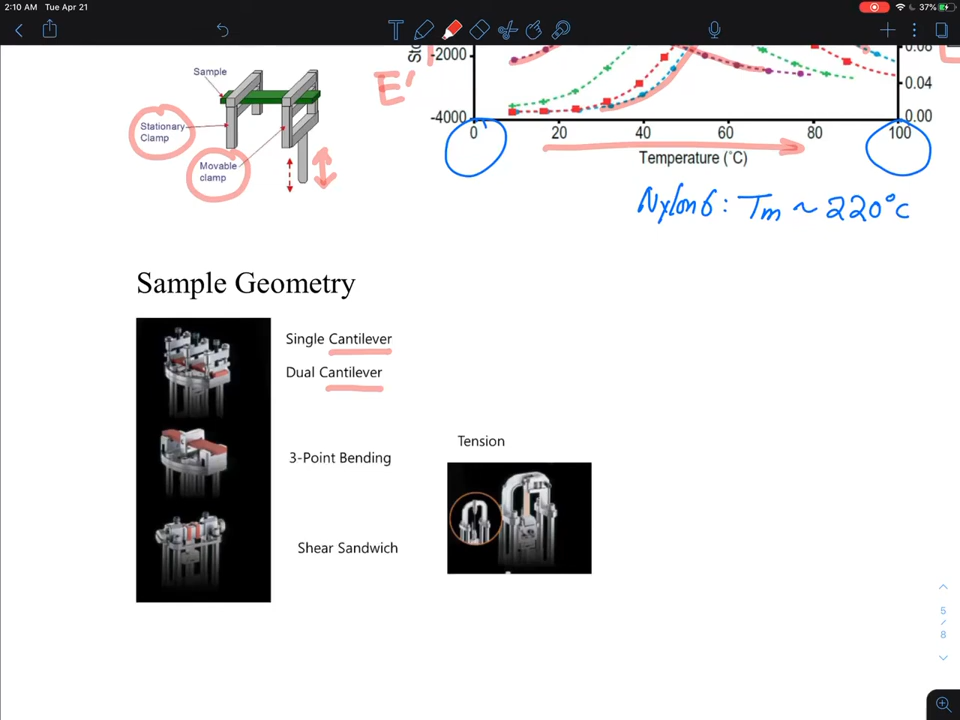 2:10 AM Tue Apr 21
37%
T
Sample
Stationary
Clamp
Movable
clamp
E'
-2000
-4000
0 20 40 60 80 100
0.08
0.04
0.00
Temperature (°C)
Nylon 6 : Tm ~ 220°C
Sample Geometry
Single Cantilever
Dual Cantilever
3-Point Bending
Tension
Shear Sandwich
5
/
8